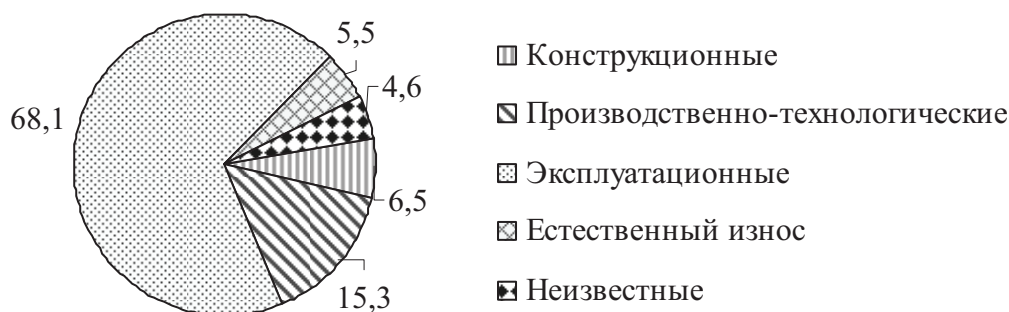 5,5
4,6
68,1
6,5
15,3
Конструкционные
Производственно-технологические
Эксплуатационные
Естественный износ
Неизвестные